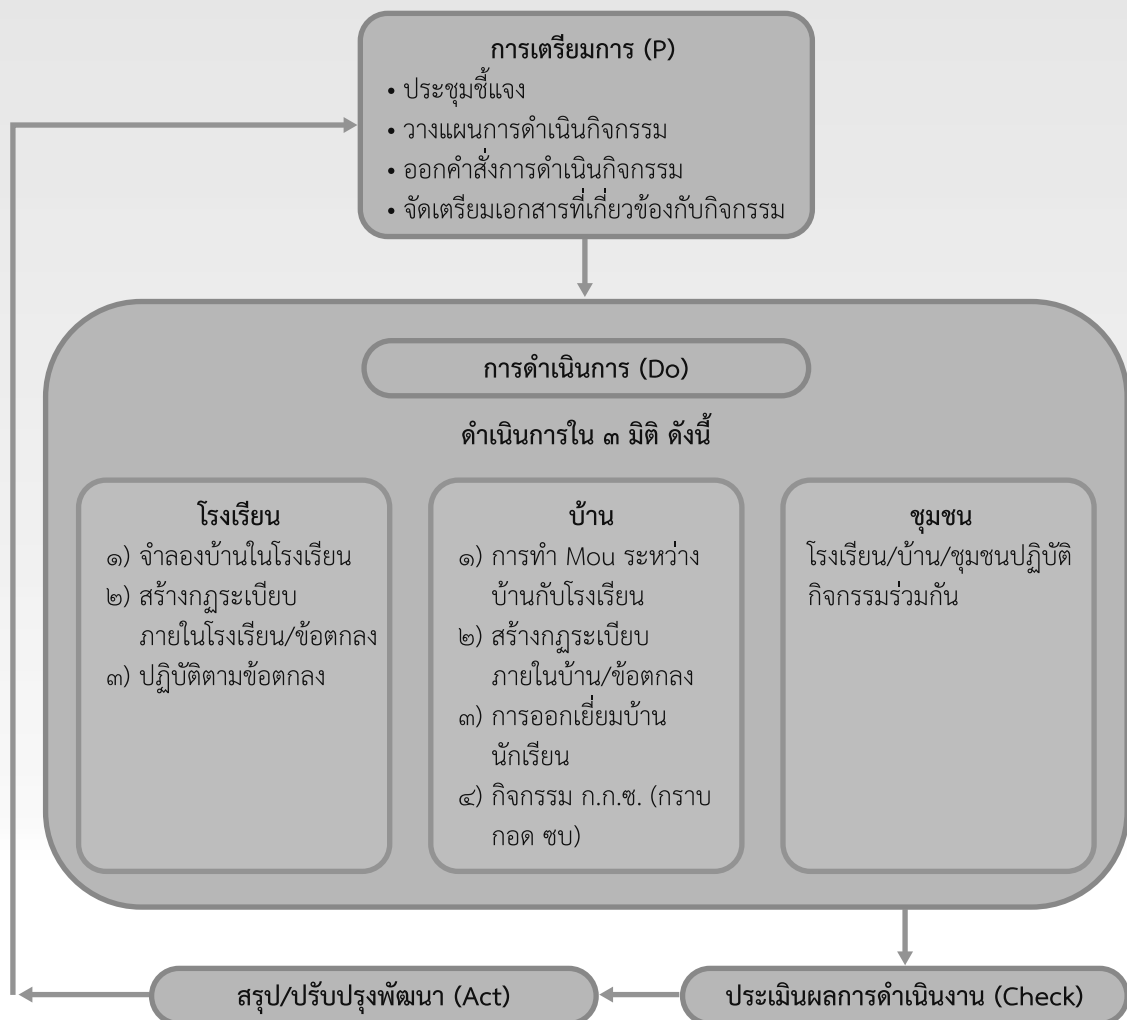 การเตรียมการ (P)
• ประชุมชี้แจง
• วางแผนการดำเนินกิจกรรม
• ออกคำสั่งการดำเนินกิจกรรม
• จัดเตรียมเอกสารที่เกี่ยวข้องกับกิจกรรม
การดำเนินการ (Do)
ดำเนินการใน ๓ มิติ ดังนี้
โรงเรียน
๑) จำลองบ้านในโรงเรียน
๒) สร้างกฎระเบียบ
ภายในโรงเรียน/ข้อตกลง
๓) ปฏิบัติตามข้อตกลง
บ้าน
๑) การทำ Mou ระหว่าง
บ้านกับโรงเรียน
๒) สร้างกฎระเบียบ
ภายในบ้าน/ข้อตกลง
๓) การออกเยี่ยมบ้าน
นักเรียน
๔) กิจกรรม ก.ก.ซ. (กราบ
กอด ซบ)
ชุมชน
โรงเรียน/บ้าน/ชุมชนปฏิบัติ
กิจกรรมร่วมกัน
สรุป/ปรับปรุงพัฒนา (Act)
ประเมินผลการดำเนินงาน (Check)